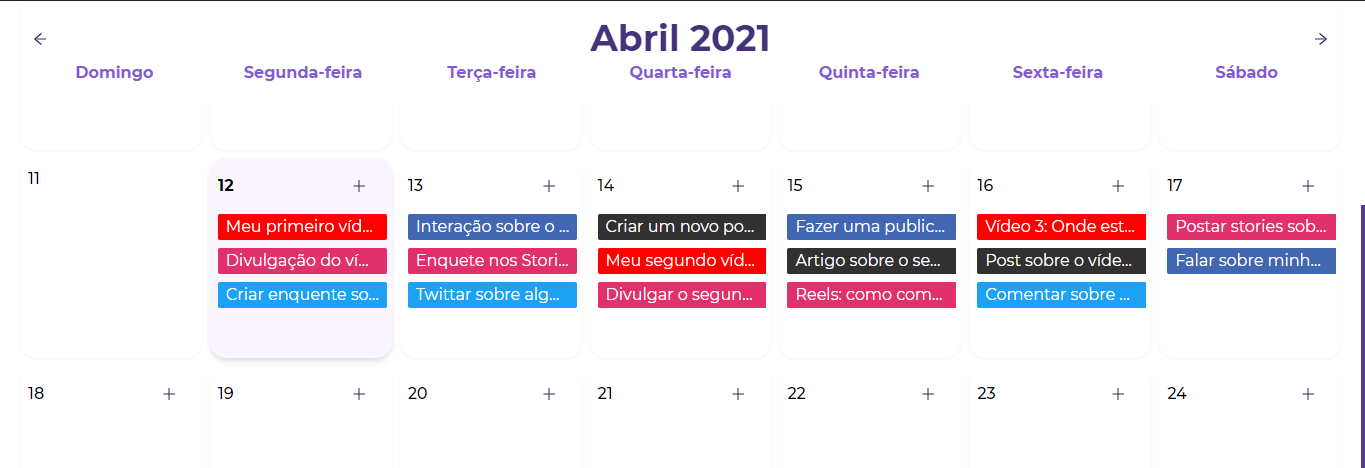 Abril 2021
Domingo Segunda-feira Terça-feira Quarta-feira Quinta-feira Sexta-feira Sábado
11 12 13 14 15 16 17
Meu primeiro víd... Interação sobre o ... Criar um novo po... Fazer uma public... Vídeo 3: Onde est... Postar stories sob...
Divulgação do ví... Enquete nos Stori... Meu segundo víd... Artigo sobre o se... Post sobre o víde... Falar sobre minh...
Criar enquente so... Twittar sobre alg... Divulgar o segun... Reels: como com... Comentar sobre ...
18 19 20 21 22 23 24